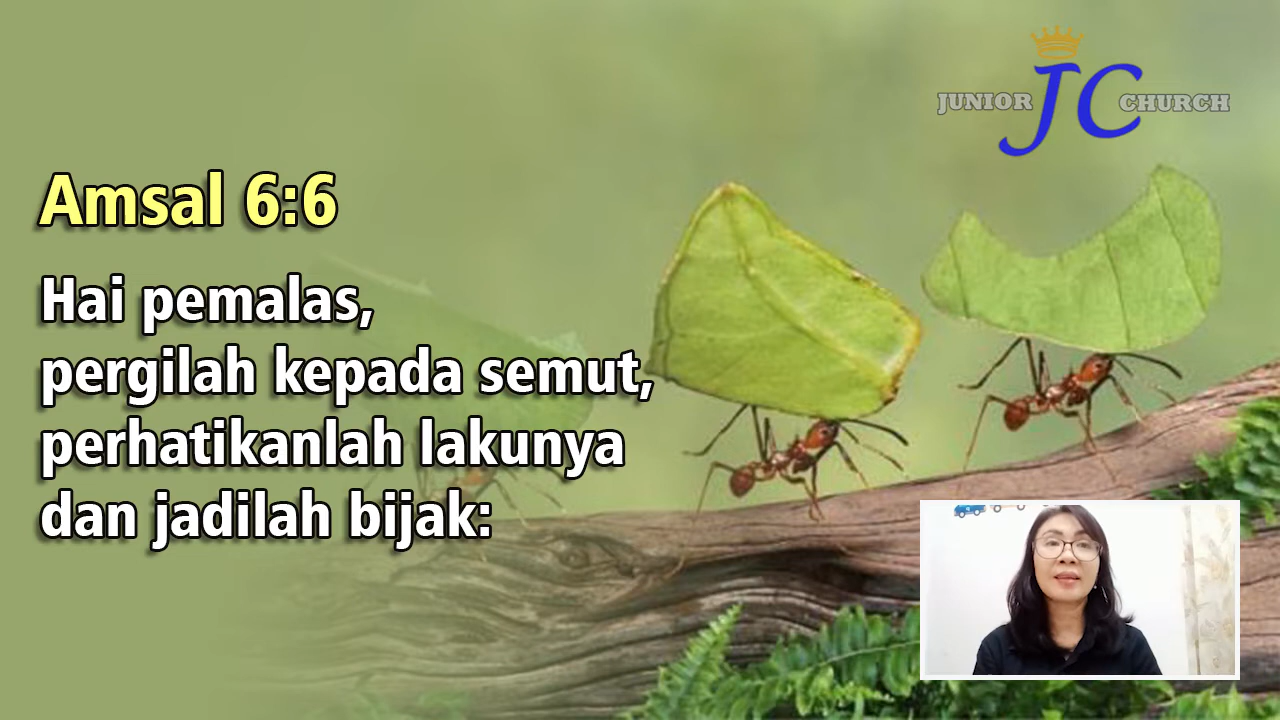 JUNIOR JC CHURCH
Amsal 6:6
Hai pemalas,
pergilah kepada semut,
perhatikanlah lakunya
dan jadilah bijak: